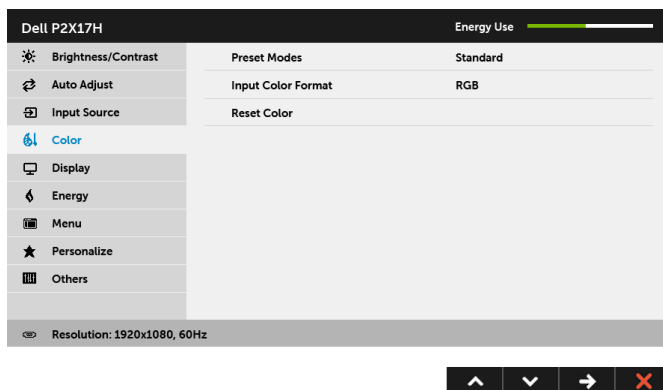 Dell P2X17H Energy Use
Brightness/Contrast Preset Modes Standard
Auto Adjust Input Color Format RGB
Input Source Reset Color
Color
Display
Energy
Menu
Personalize
Others
Resolution: 1920x1080, 60Hz